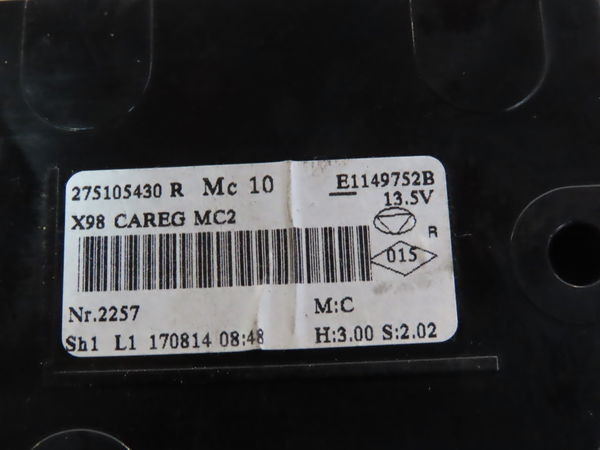 275105430 R Mc 10 E1149752B
X98 CAREG MC2 13.5V
R
015
Nr.2257 M:C
Sh1 L1 170814 08:48 H:3.00 S:2.02